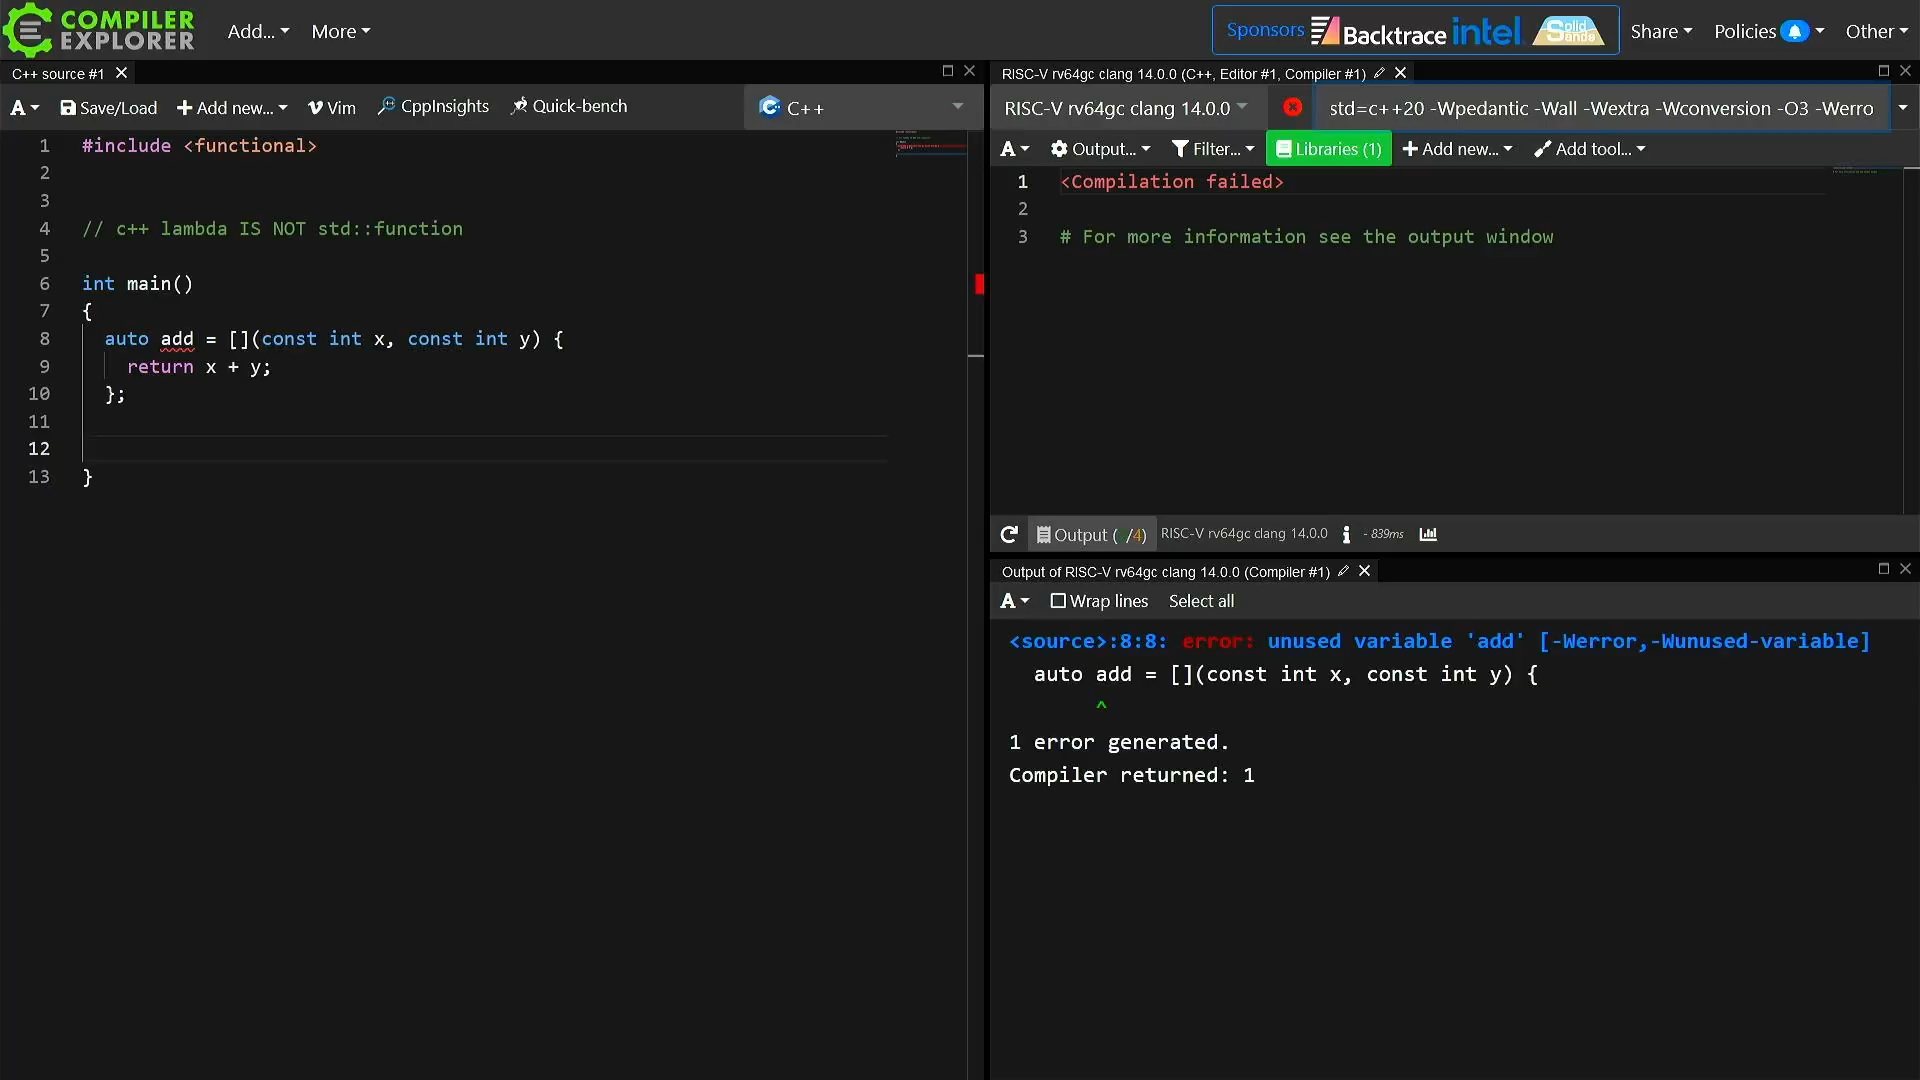 COMPILER EXPLORER Add... More Sponsors Backtrace intel Solid Sands Share Policies Other
C++ source #1
A Save/Load + Add new... Vim CppInsights Quick-bench C++
1 #include <functional>
2
3
4 // c++ lambda IS NOT std::function
5
6 int main()
7 {
8 auto add = [](const int x, const int y) {
9 return x + y;
10 };
11
12
13 }
RISC-V rv64gc clang 14.0.0 (C++, Editor #1, Compiler #1)
RISC-V rv64gc clang 14.0.0 std=c++20 -Wpedantic -Wall -Wextra -Wconversion -O3 -Werro
A Output... Filter... Libraries (1) + Add new... Add tool...
1 <Compilation failed>
2
3 # For more information see the output window
Output ( /4) RISC-V rv64gc clang 14.0.0 i - 839ms
Output of RISC-V rv64gc clang 14.0.0 (Compiler #1)
A Wrap lines Select all
<source>:8:8: error: unused variable 'add' [-Werror,-Wunused-variable]
auto add = [](const int x, const int y) {
^
1 error generated.
Compiler returned: 1